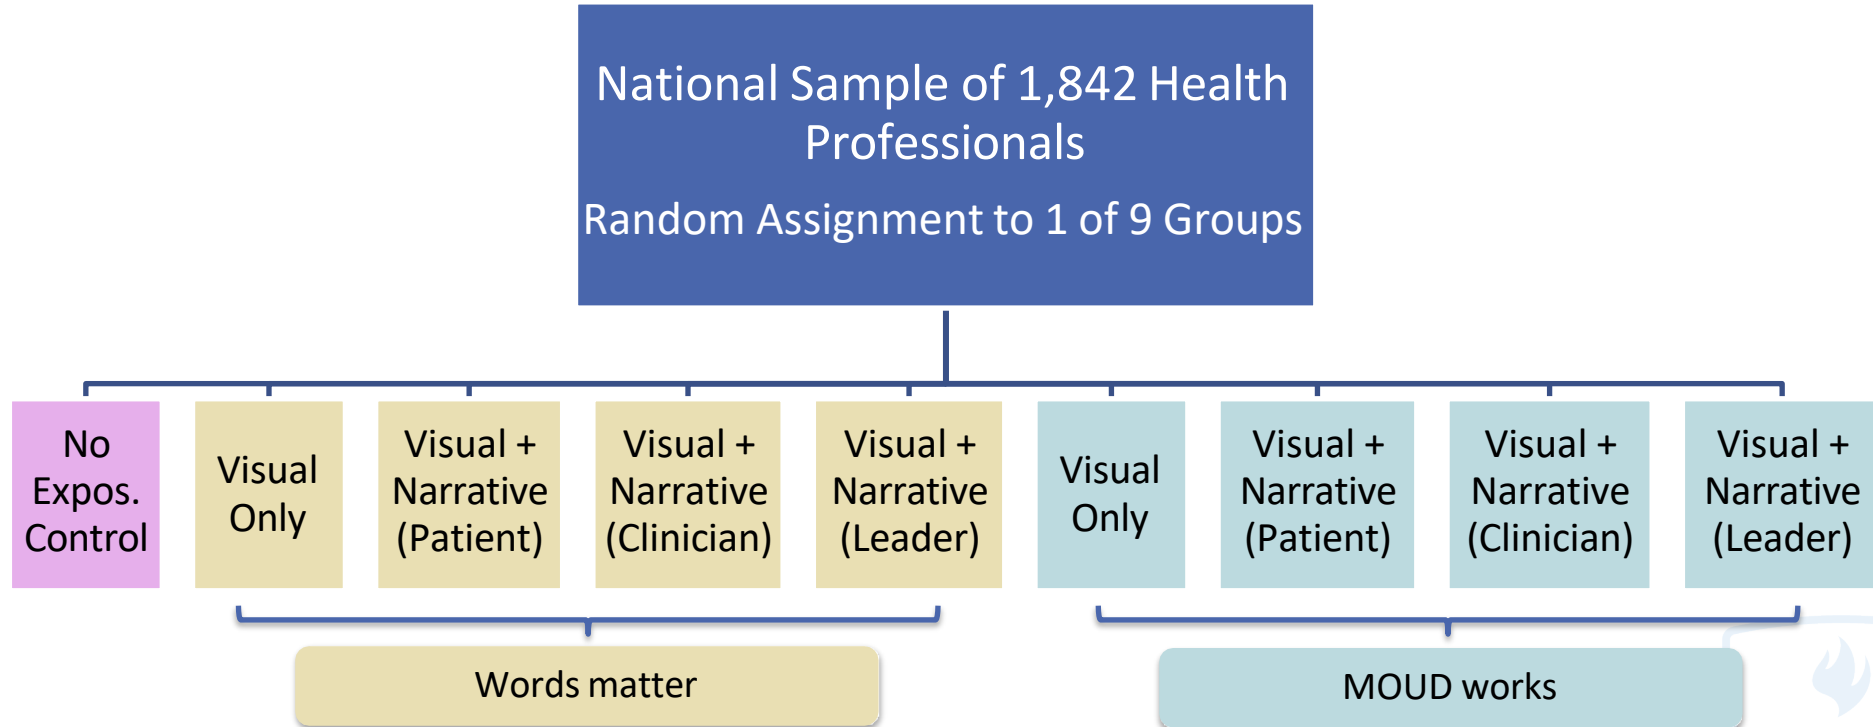 National Sample of 1,842 Health
Professionals
Random Assignment to 1 of 9 Groups
No
Expos.
Control
Visual
Only
Visual +
Narrative
(Patient)
Visual +
Narrative
(Clinician)
Visual +
Narrative
(Leader)
Visual
Only
Visual +
Narrative
(Patient)
Visual +
Narrative
(Clinician)
Visual +
Narrative
(Leader)
Words matter
MOUD works